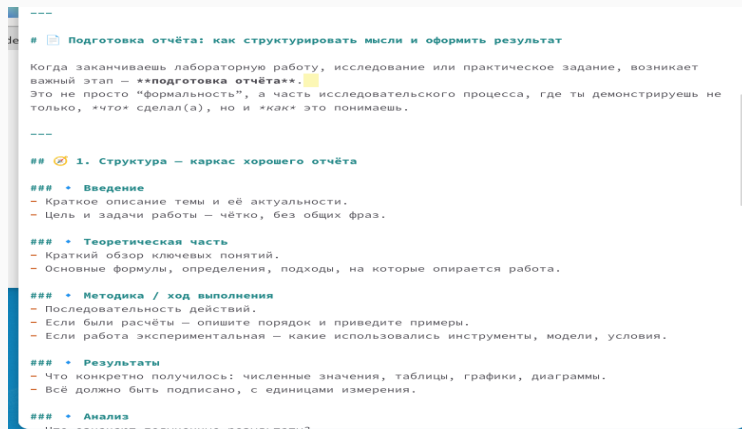 ---
# 📄 Подготовка отчёта: как структурировать мысли и оформить результат
Когда заканчиваешь лабораторную работу, исследование или практическое задание, возникает
важный этап — **подготовка отчёта**.
Это не просто “формальность”, а часть исследовательского процесса, где ты демонстрируешь не
только, *что* сделал(а), но и *как* это понимаешь.
---
## 🧭 1. Структура — каркас хорошего отчёта
### 🔹 Введение
- Краткое описание темы и её актуальности.
- Цель и задачи работы — чётко, без общих фраз.
### 🔹 Теоретическая часть
- Краткий обзор ключевых понятий.
- Основные формулы, определения, подходы, на которые опирается работа.
### 🔹 Методика / ход выполнения
- Последовательность действий.
- Если были расчёты — опишите порядок и приведите примеры.
- Если работа экспериментальная — какие использовались инструменты, модели, условия.
### 🔹 Результаты
- Что конкретно получилось: численные значения, таблицы, графики, диаграммы.
- Всё должно быть подписано, с единицами измерения.
### 🔹 Анализ